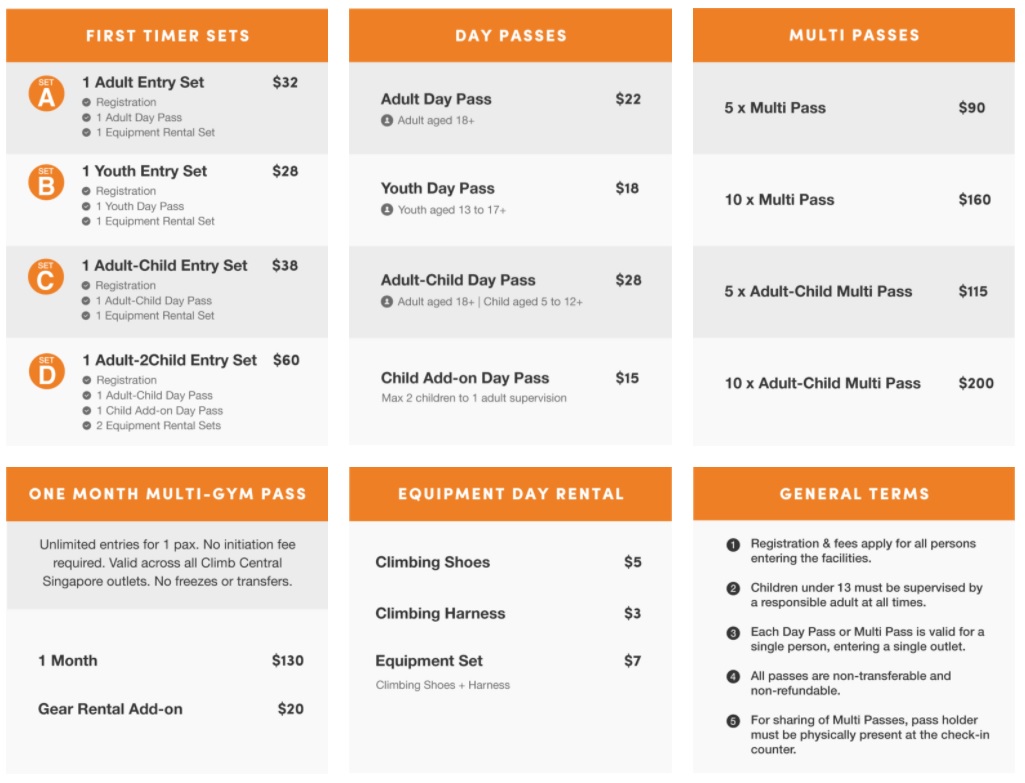 FIRST TIMER SETS
SET A
1 Adult Entry Set $32
Registration
1 Adult Day Pass
1 Equipment Rental Set
SET B
1 Youth Entry Set $28
Registration
1 Youth Day Pass
1 Equipment Rental Set
SET C
1 Adult-Child Entry Set $38
Registration
1 Adult-Child Day Pass
1 Equipment Rental Set
SET D
1 Adult-2Child Entry Set $60
Registration
1 Adult-Child Day Pass
1 Child Add-on Day Pass
2 Equipment Rental Sets
DAY PASSES
Adult Day Pass $22
Adult aged 18+
Youth Day Pass $18
Youth aged 13 to 17+
Adult-Child Day Pass $28
Adult aged 18+ | Child aged 5 to 12+
Child Add-on Day Pass $15
Max 2 children to 1 adult supervision
MULTI PASSES
5 x Multi Pass $90
10 x Multi Pass $160
5 x Adult-Child Multi Pass $115
10 x Adult-Child Multi Pass $200
ONE MONTH MULTI-GYM PASS
Unlimited entries for 1 pax. No initiation fee
required. Valid across all Climb Central
Singapore outlets. No freezes or transfers.
1 Month $130
Gear Rental Add-on $20
EQUIPMENT DAY RENTAL
Climbing Shoes $5
Climbing Harness $3
Equipment Set $7
Climbing Shoes + Harness
GENERAL TERMS
1 Registration & fees apply for all persons
entering the facilities.
2 Children under 13 must be supervised by
a responsible adult at all times.
3 Each Day Pass or Multi Pass is valid for a
single person, entering a single outlet.
4 All passes are non-transferable and
non-refundable.
5 For sharing of Multi Passes, pass holder
must be physically present at the check-in
counter.